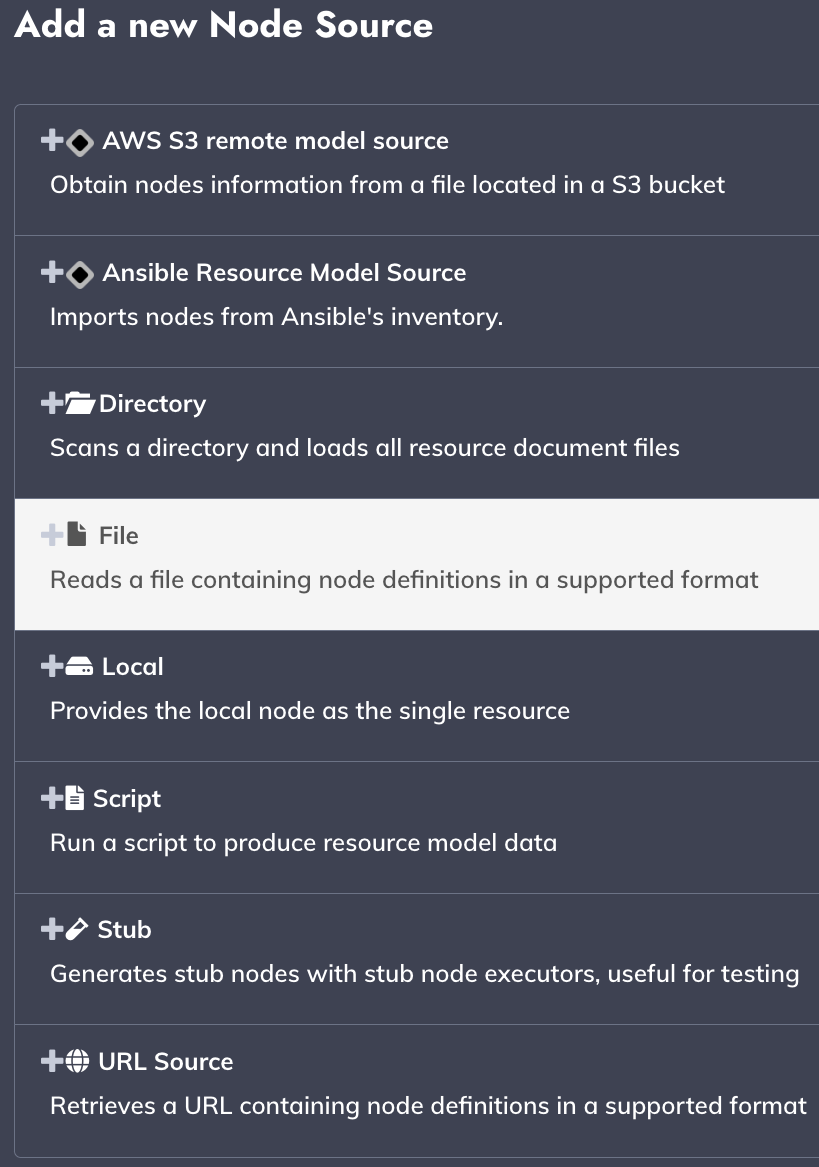 Add a new Node Source
AWS S3 remote model source
Obtain nodes information from a file located in a S3 bucket
Ansible Resource Model Source
Imports nodes from Ansible's inventory.
Directory
Scans a directory and loads all resource document files
File
Reads a file containing node definitions in a supported format
Local
Provides the local node as the single resource
Script
Run a script to produce resource model data
Stub
Generates stub nodes with stub node executors, useful for testing
URL Source
Retrieves a URL containing node definitions in a supported format